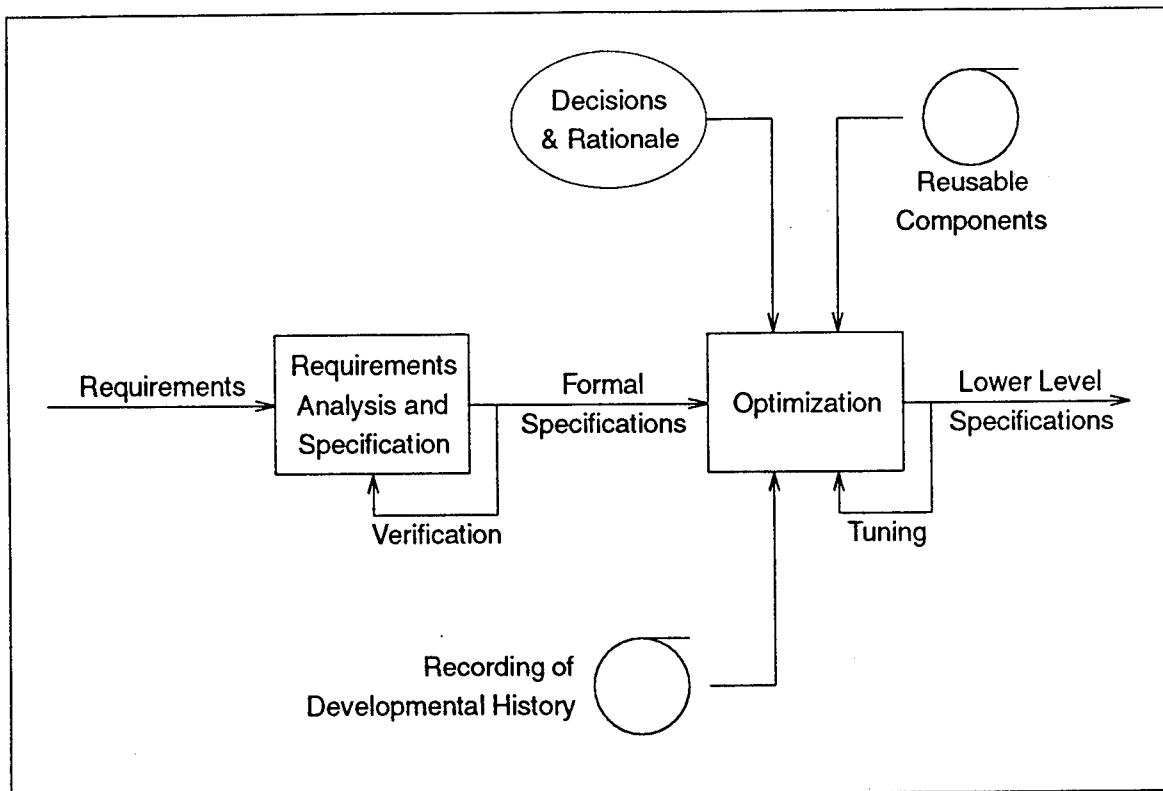 Decisions
& Rationale
Reusable
Components
Requirements
Requirements
Analysis and
Specification
Formal
Specifications
Optimization
Lower Level
Specifications
Verification
Tuning
Recording of
Developmental History